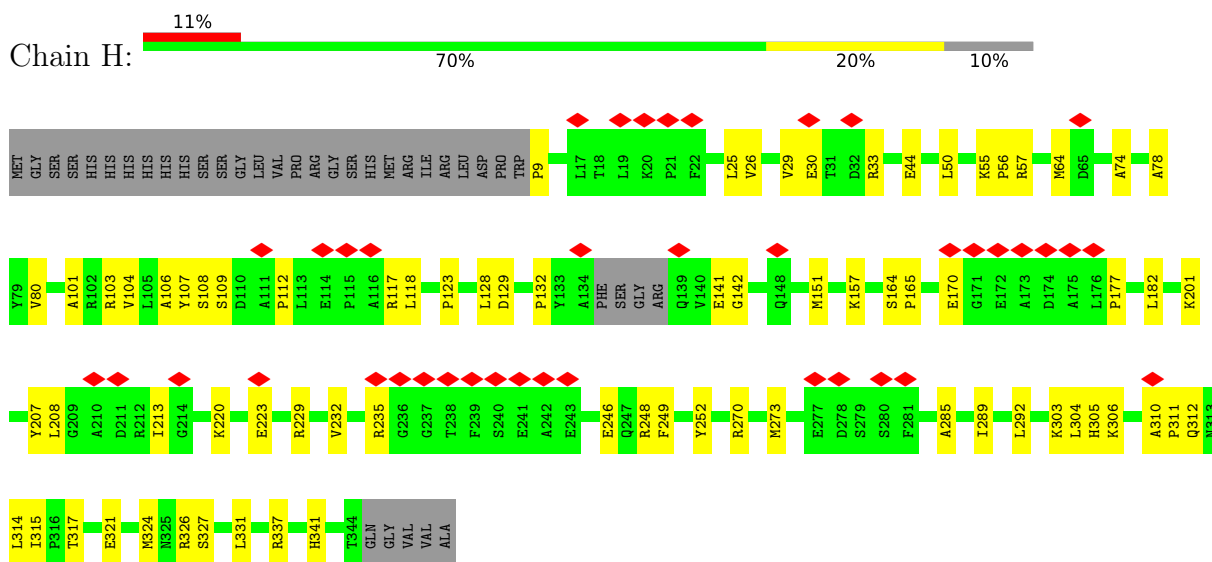 11%
Chain H:
70% 20% 10%
MET GLY SER SER HIS HIS HIS HIS HIS HIS SER SER GLY LEU VAL PRO ARG GLY SER HIS MET ARG ILE ARG LEU ASP PRO TRP P9 L17 T18 L19 K20 P21 F22 L25 V26 V29 E30 T31 D32 R33 E44 L50 K55 P56 R57 M64 D65 A74 A78
Y79 V80 A101 R102 R103 V104 L105 A106 Y107 S108 S109 D110 A111 P112 L113 E114 P115 A116 R117 L118 P123 L128 D129 P132 Y133 A134 PHE SER GLY ARG Q139 V140 E141 G142 Q148 M151 K157 S164 P165 E170 G171 E172 A173 D174 A175 L176 P177 L182 K201
Y207 L208 G209 A210 D211 R212 I213 G214 K220 E223 R229 V232 R235 G236 G237 T238 F239 S240 E241 A242 E243 E246 Q247 R248 F249 Y252 R270 M273 E277 D278 S279 S280 F281 A285 I289 L292 K303 L304 H305 K306 A310 P311 Q312 N313
L314 I315 P316 T317 E321 M324 N325 R326 S327 L331 R337 H341 T344 GLN GLY VAL VAL ALA